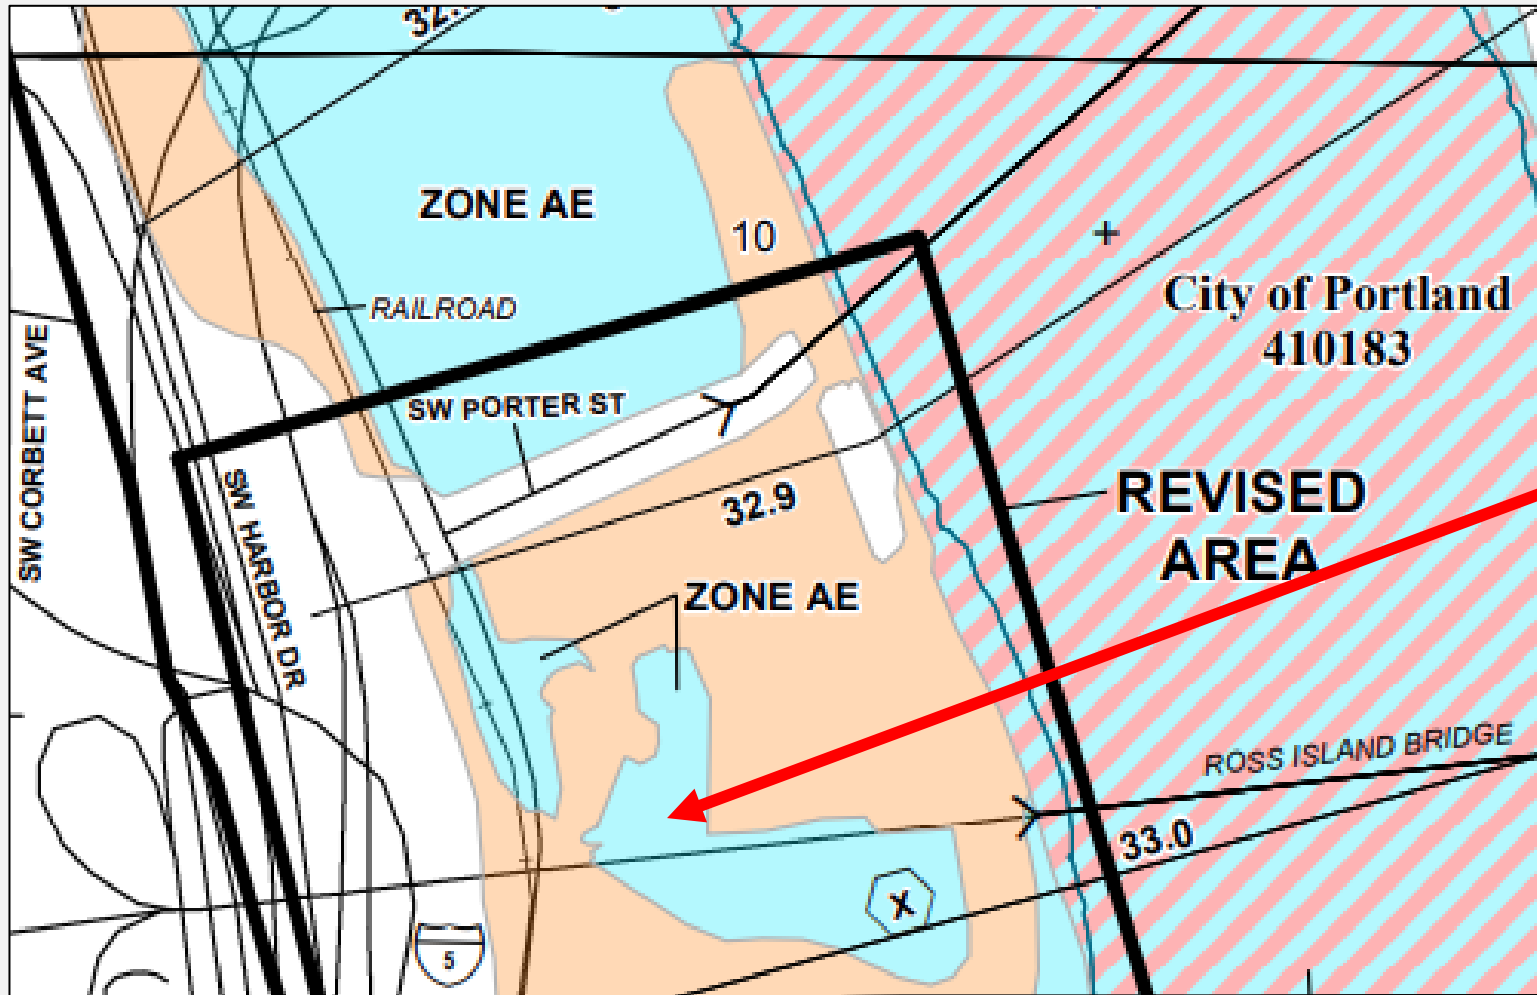 ZONE AE
10
RAILROAD
City of Portland
410183
SW CORBETT AVE
SW PORTER ST
SW HARBOR DR
32.9
REVISED
AREA
ZONE AE
ROSS ISLAND BRIDGE
33.0
X
5